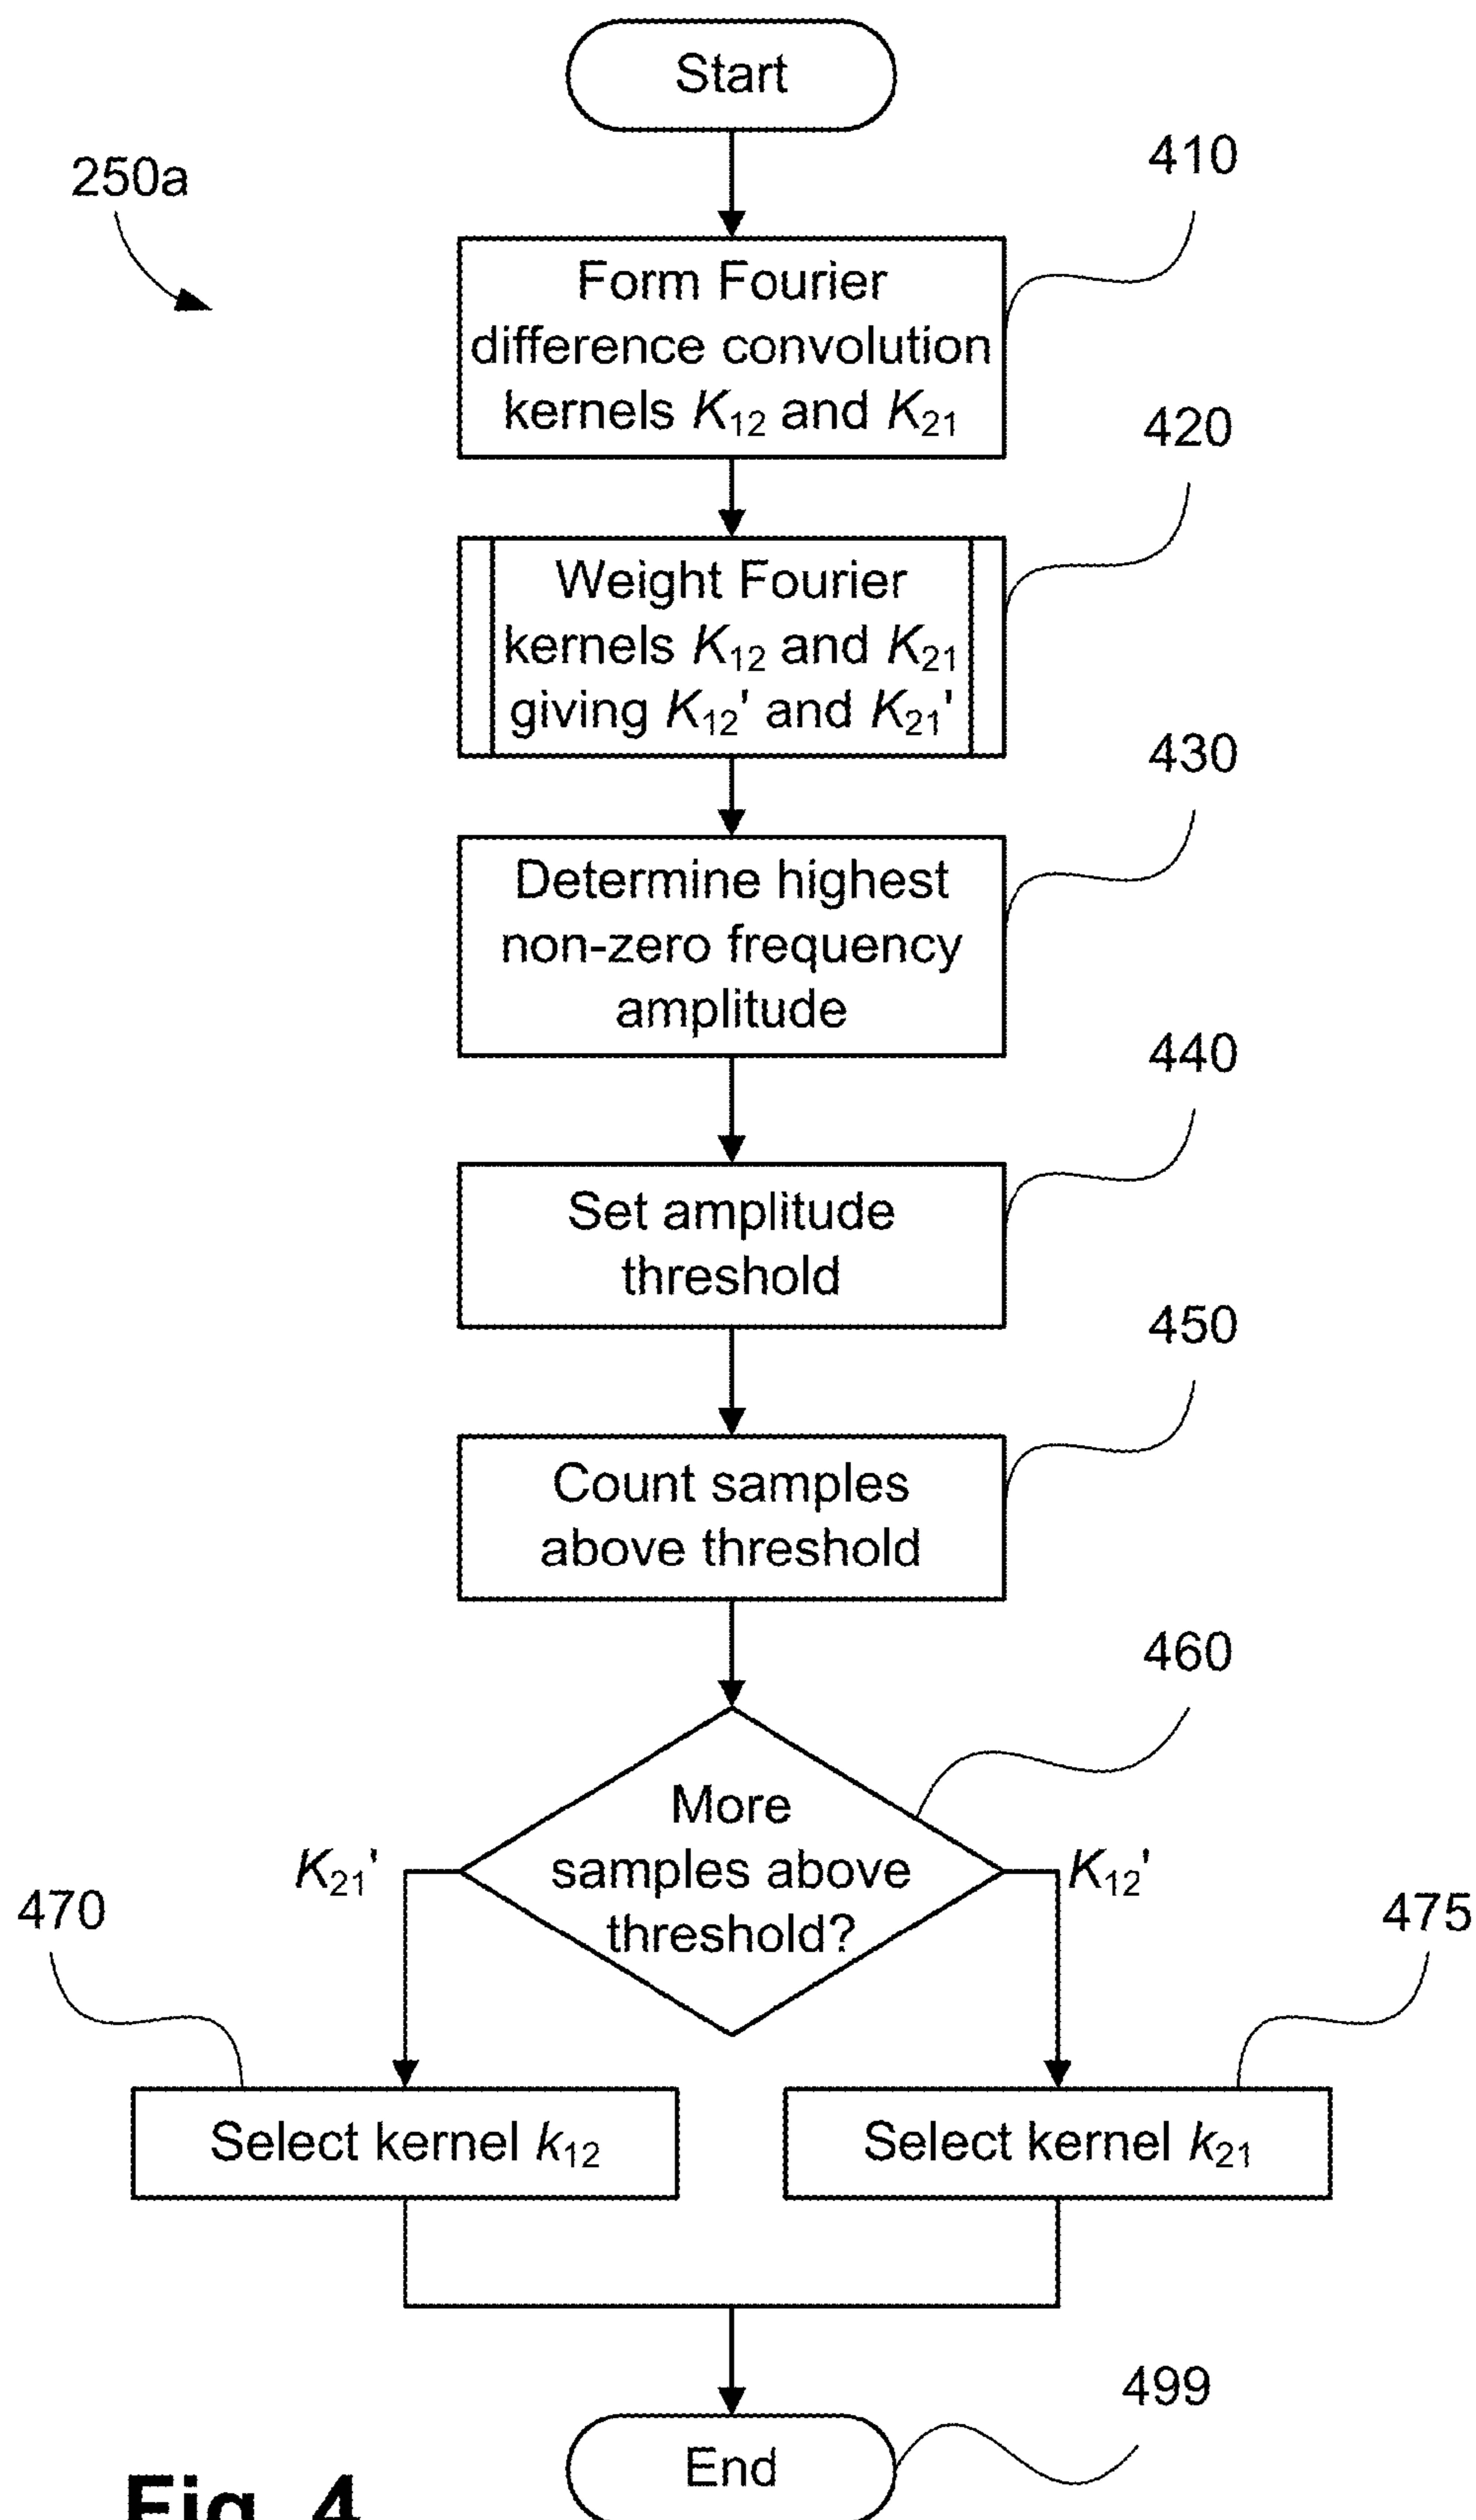 Start
250a
410
Form Fourier
difference convolution
kernels K₁₂ and K₂₁
420
Weight Fourier
kernels K₁₂ and K₂₁
giving K₁₂' and K₂₁'
430
Determine highest
non-zero frequency
amplitude
440
Set amplitude
threshold
450
Count samples
above threshold
460
More
samples above
threshold?
K₂₁'
K₁₂'
470
475
Select kernel k₁₂
Select kernel k₂₁
499
End
Fig. 4